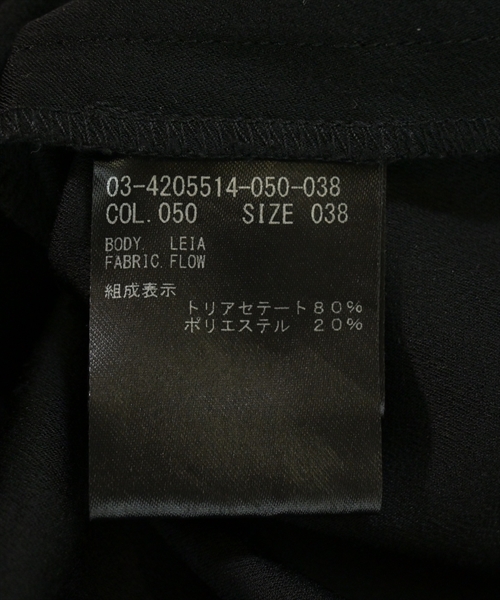 03-4205514-050-038
COL.050 SIZE 038
BODY. LEIA
FABRIC.FLOW
組成表示
トリアセテート80%
ポリエステル 20%